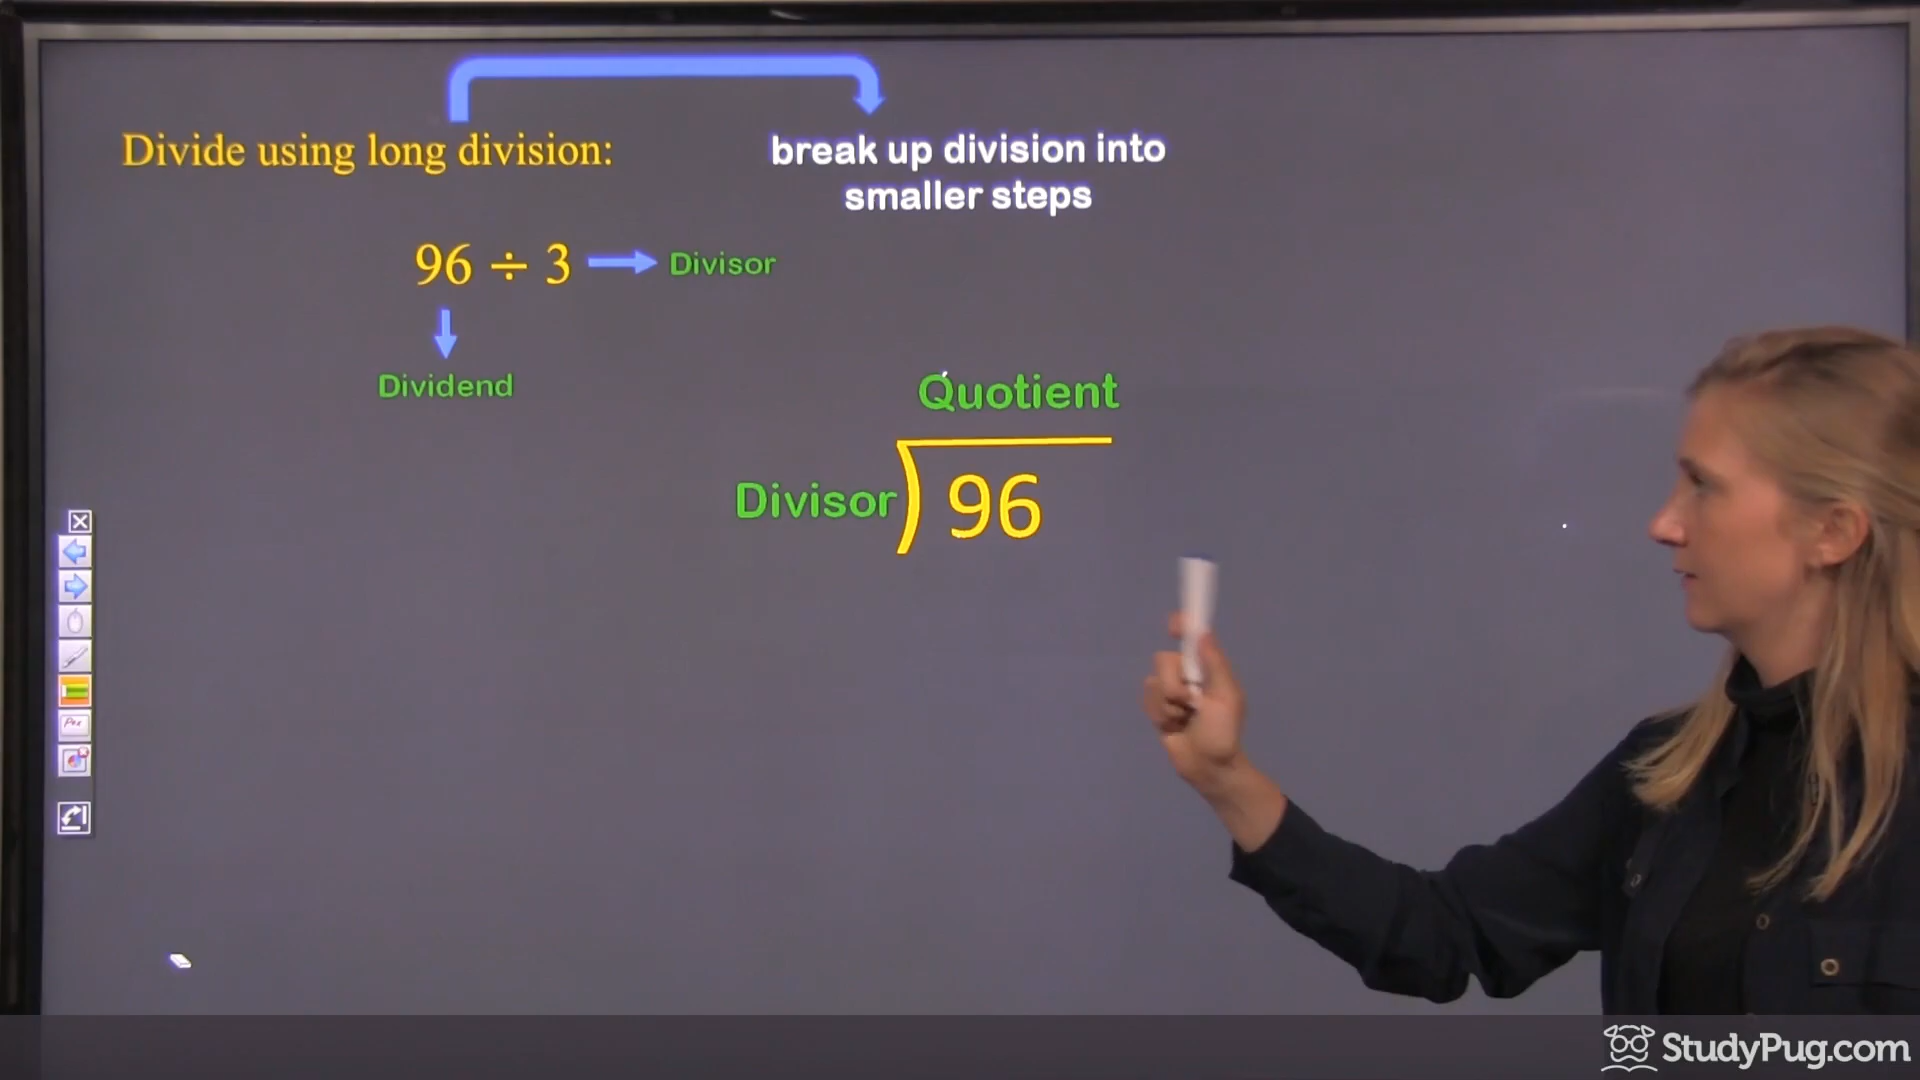 Divide using long division:
break up division into
smaller steps
96 ÷ 3
Divisor
Dividend
Quotient
Divisor
96
StudyPug.com